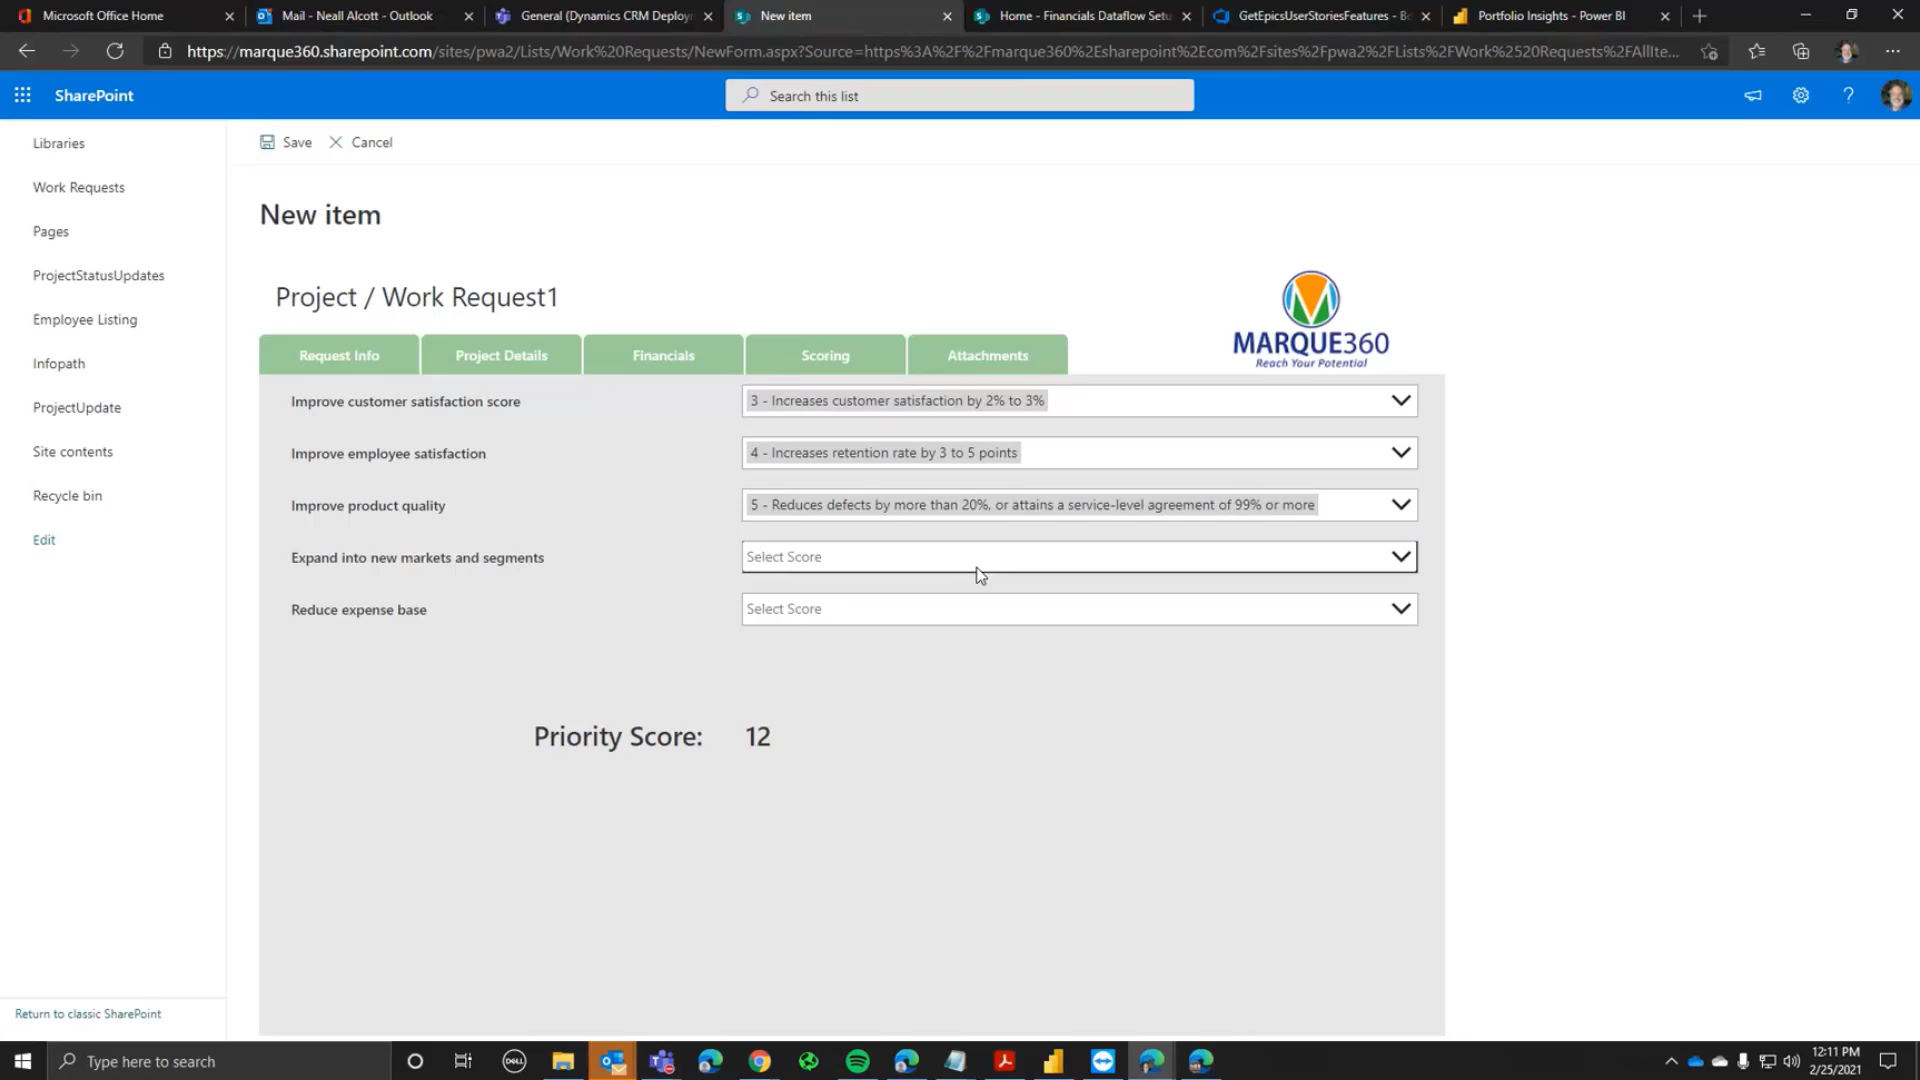 Microsoft Office Home
Mail - Neall Alcott - Outlook
General (Dynamics CRM Deploy
New item
Home - Financials Dataflow Setu
GetEpicsUserStoriesFeatures - Bo
Portfolio Insights - Power BI
https://marque360.sharepoint.com/sites/pwa2/Lists/Work%20Requests/NewForm.aspx?Source=https%3A%2F%2Fmarque360%2Esharepoint%2Ecom%2Fsites%2Fpwa2%2FLists%2FWork%2520Requests%2FAllIte...
SharePoint
Search this list
?
Libraries
Work Requests
Pages
ProjectStatusUpdates
Employee Listing
Infopath
ProjectUpdate
Site contents
Recycle bin
Edit
Return to classic SharePoint
Save
Cancel
New item
Project / Work Request1
MARQUE360
Reach Your Potential
Request Info
Project Details
Financials
Scoring
Attachments
Improve customer satisfaction score
3 - Increases customer satisfaction by 2% to 3%
Improve employee satisfaction
4 - Increases retention rate by 3 to 5 points
Improve product quality
5 - Reduces defects by more than 20%, or attains a service-level agreement of 99% or more
Expand into new markets and segments
Select Score
Reduce expense base
Select Score
Priority Score: 12
Type here to search
DELL
12:11 PM
2/25/2021